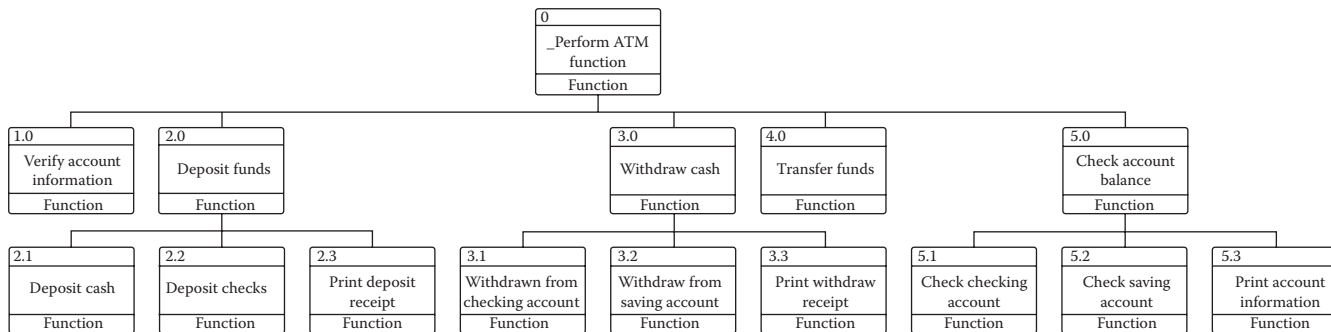 0
_Perform ATM
function
Function
1.0
Verify account
information
Function
2.0
Deposit funds
Function
3.0
Withdraw cash
Function
4.0
Transfer funds
Function
5.0
Check account
balance
Function
2.1
Deposit cash
Function
2.2
Deposit checks
Function
2.3
Print deposit
receipt
Function
3.1
Withdrawn from
checking account
Function
3.2
Withdraw from
saving account
Function
3.3
Print withdraw
receipt
Function
5.1
Check checking
account
Function
5.2
Check saving
account
Function
5.3
Print account
information
Function